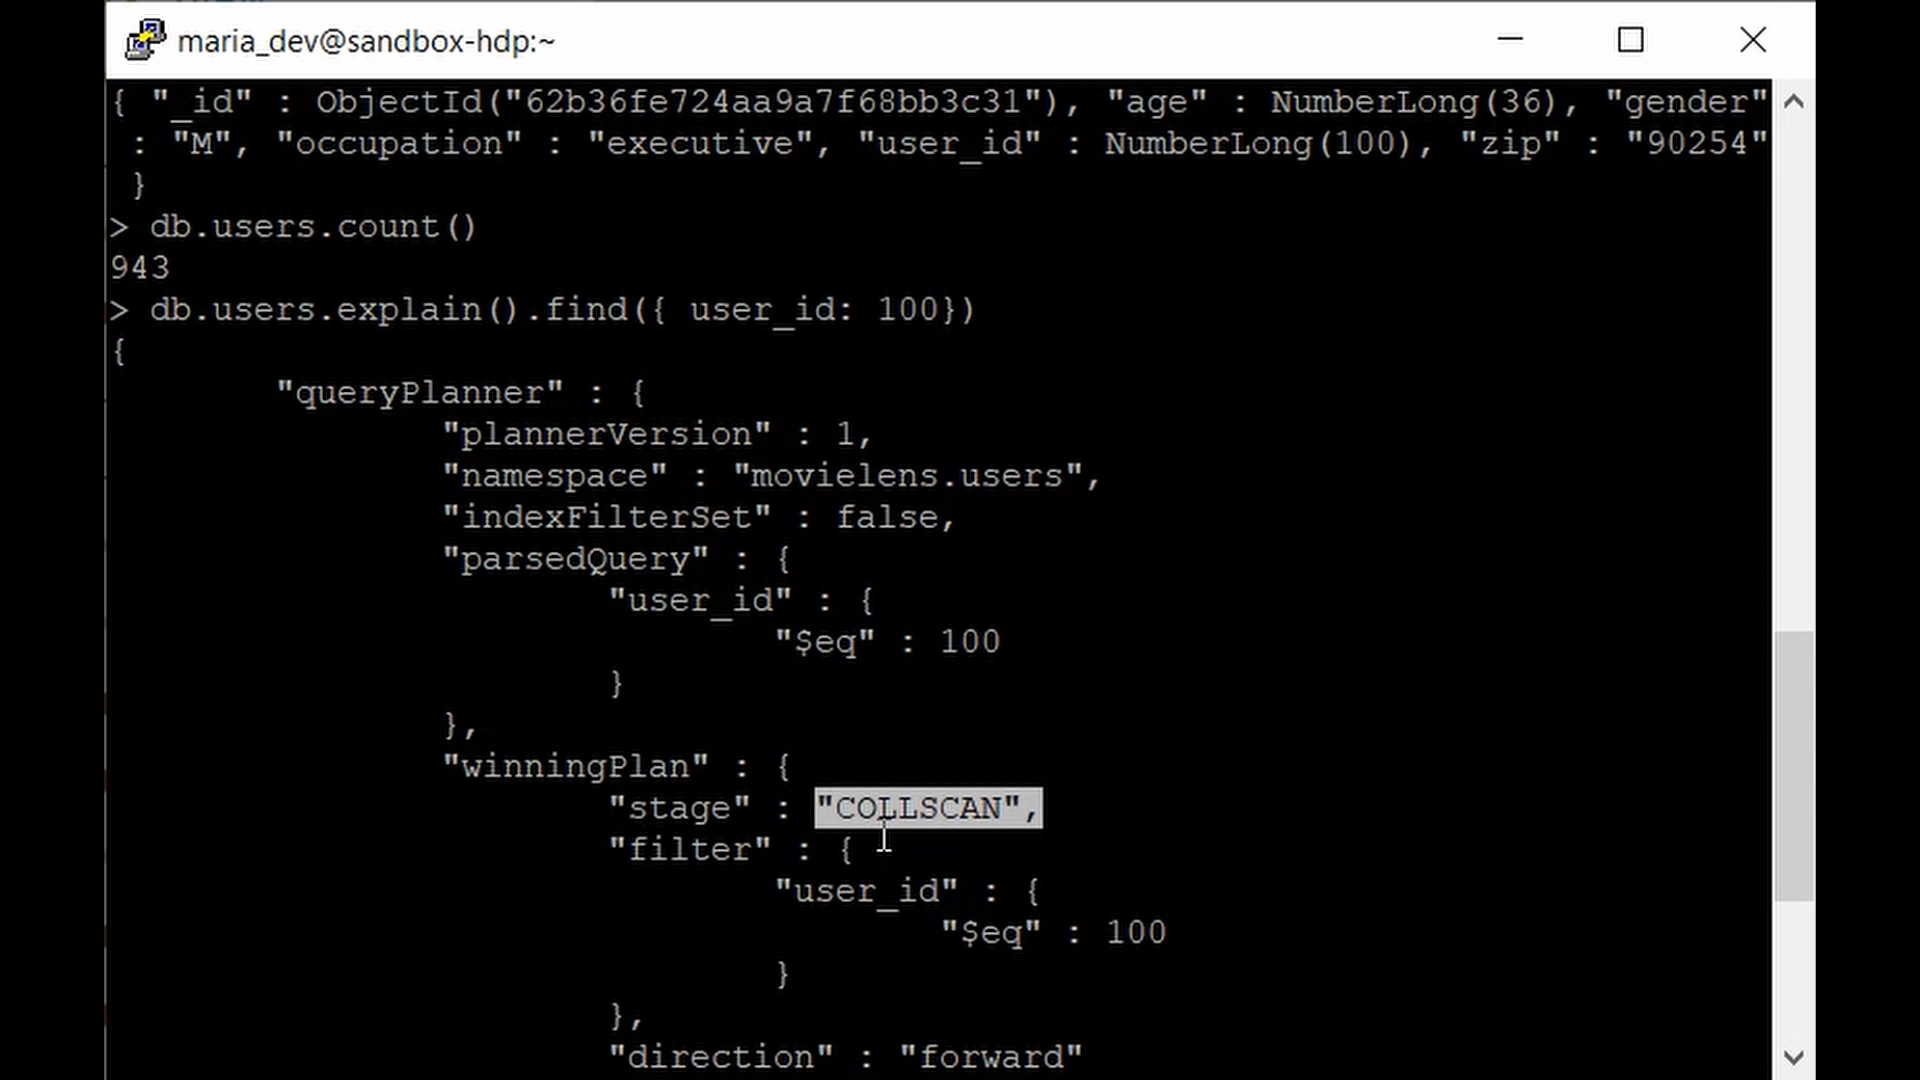 maria_dev@sandbox-hdp:~
{ "_id" : ObjectId("62b36fe724aa9a7f68bb3c31"), "age" : NumberLong(36), "gender"
 : "M", "occupation" : "executive", "user_id" : NumberLong(100), "zip" : "90254"
 }
> db.users.count()
943
> db.users.explain().find({ user_id: 100})
{
        "queryPlanner" : {
                "plannerVersion" : 1,
                "namespace" : "movielens.users",
                "indexFilterSet" : false,
                "parsedQuery" : {
                        "user_id" : {
                                "$eq" : 100
                        }
                },
                "winningPlan" : {
                        "stage" : "COLLSCAN",
                        "filter" : {
                                "user_id" : {
                                        "$eq" : 100
                                }
                        },
                        "direction" : "forward"